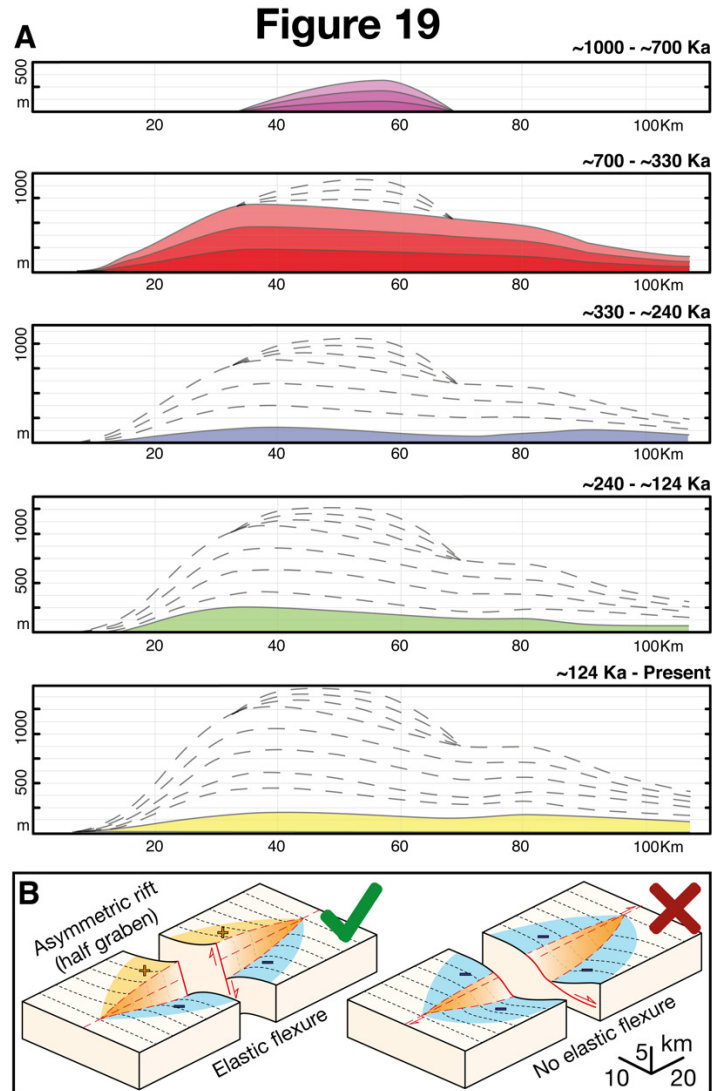 Figure 19
A
~1000 - ~700 Ka
500
m
20 40 60 80 100Km
~700 - ~330 Ka
1000
m
20 40 60 80 100Km
~330 - ~240 Ka
1000
m
20 40 60 80 100Km
~240 - ~124 Ka
1000
500
m
20 40 60 80 100Km
~124 Ka - Present
1000
500
m
20 40 60 80 100Km
B
Asymmetric rift
(half graben)
+
+
-
-
Elastic flexure
-
-
-
-
No elastic flexure
km
5
10 20